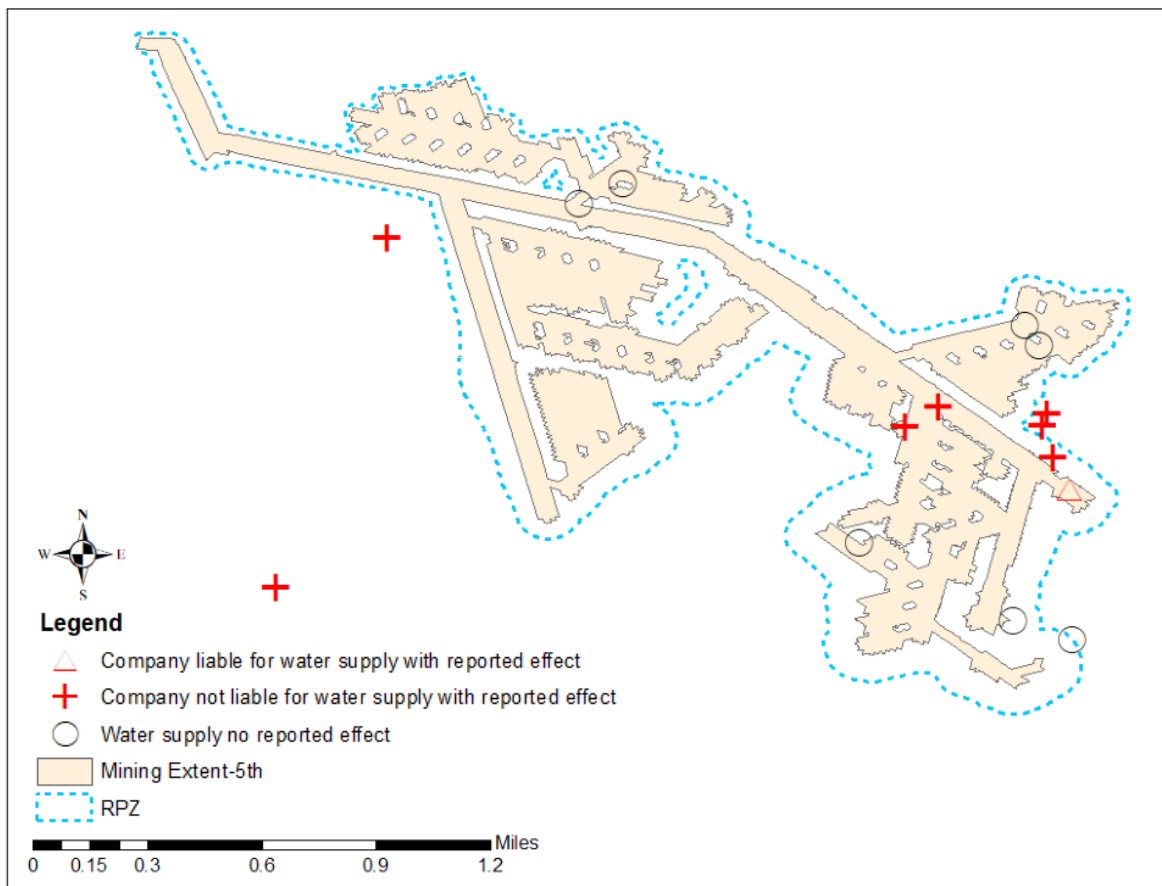 N
W E
S
Legend
Company liable for water supply with reported effect
Company not liable for water supply with reported effect
Water supply no reported effect
Mining Extent-5th
RPZ
Miles
0 0.15 0.3 0.6 0.9 1.2